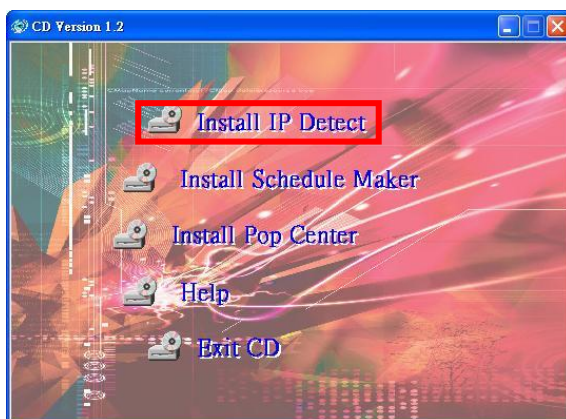 CD Version 1.2
Install IP Detect
Install Schedule Maker
Install Pop Center
Help
Exit CD